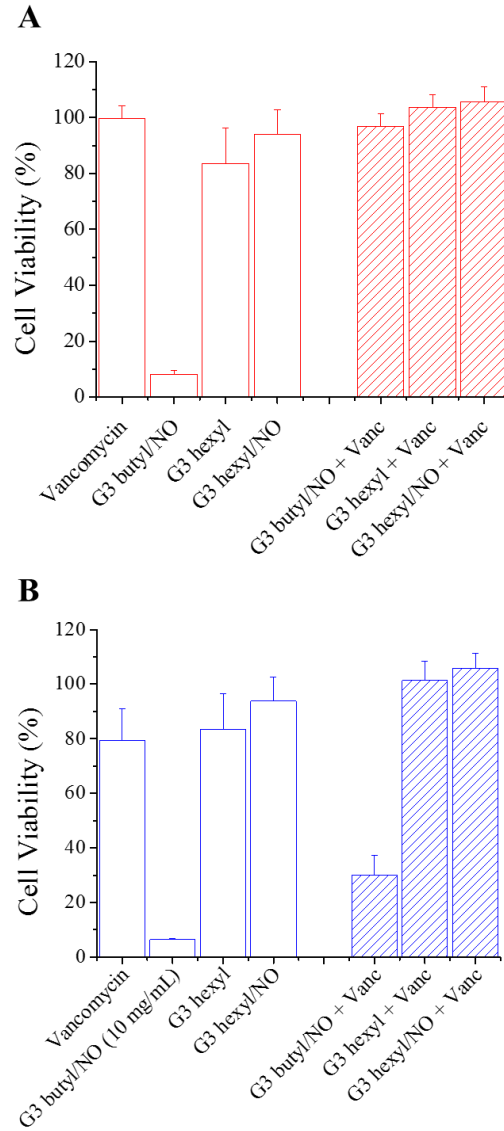 A
Cell Viability (%)
120
100
80
60
40
20
0
Vancomycin
G3 butyl/NO
G3 hexyl
G3 hexyl/NO
G3 butyl/NO + Vanc
G3 hexyl + Vanc
G3 hexyl/NO + Vanc
B
Cell Viability (%)
120
100
80
60
40
20
0
Vancomycin
G3 butyl/NO (10 mg/mL)
G3 hexyl
G3 hexyl/NO
G3 butyl/NO + Vanc
G3 hexyl + Vanc
G3 hexyl/NO + Vanc